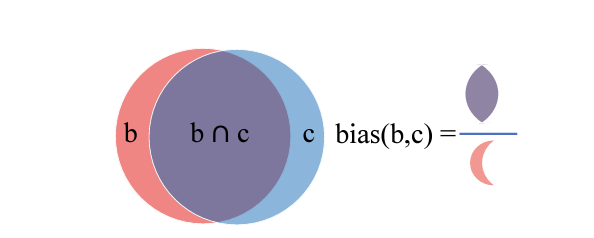 b b ∩ c c bias(b,c) =